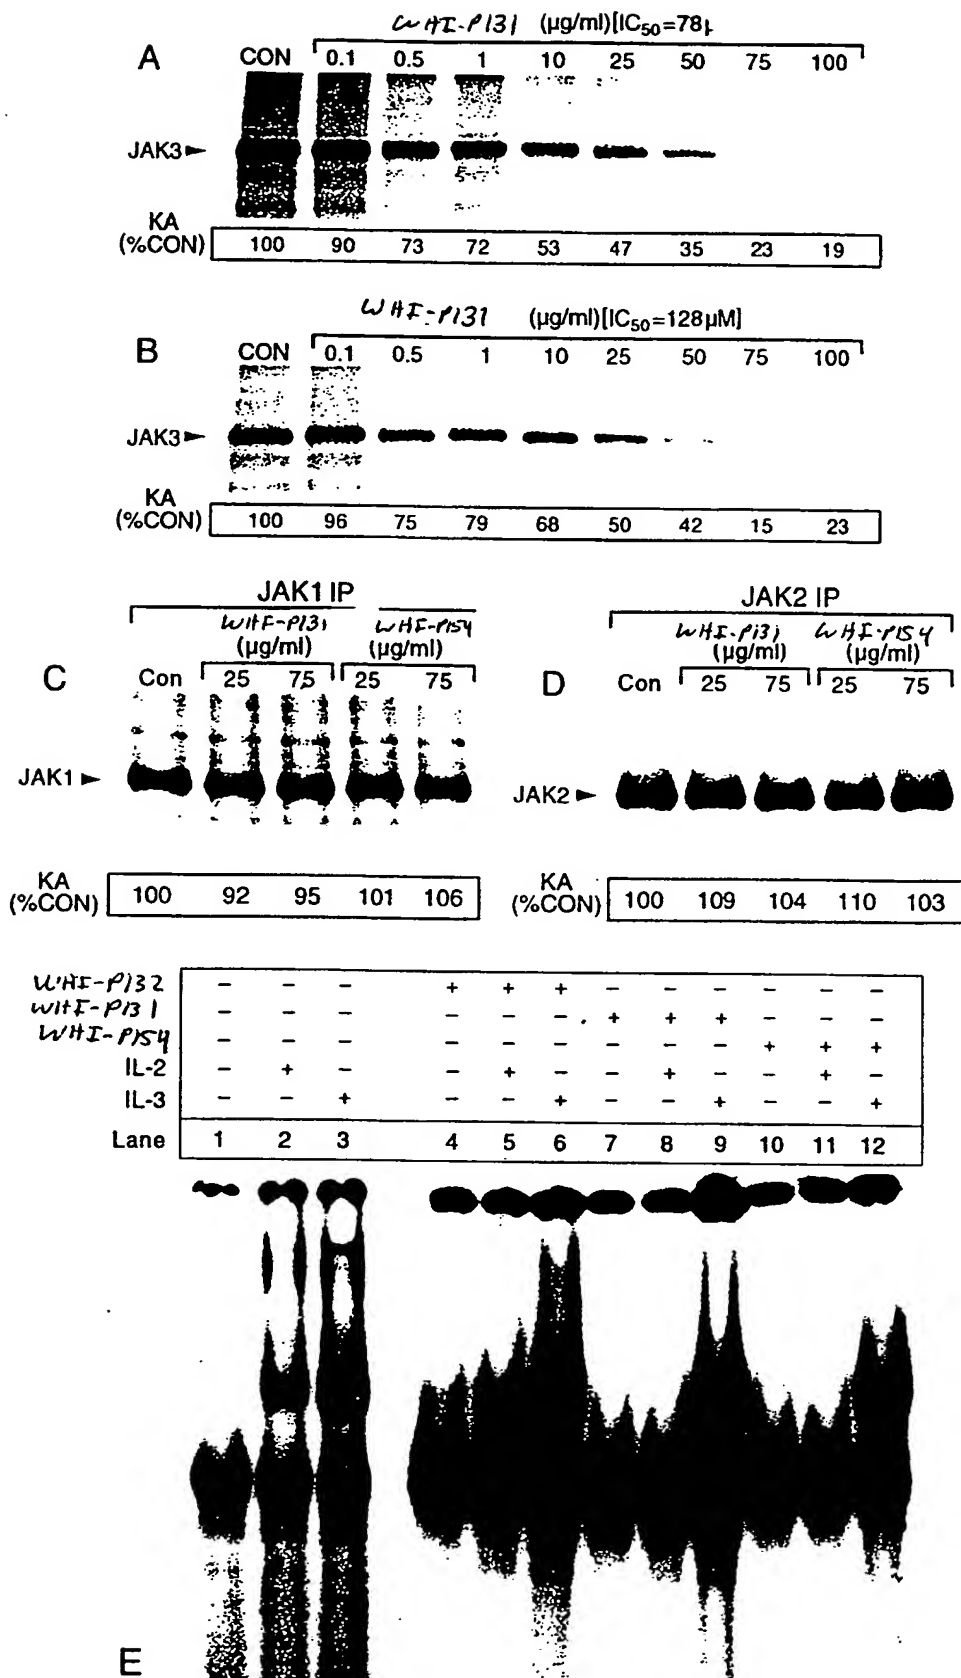 WHI-P131 (µg/ml)[IC50=78µ
A CON 0.1 0.5 1 10 25 50 75 100
JAK3
KA
(%CON) 100 90 73 72 53 47 35 23 19
WHI-P131 (µg/ml)[IC50=128µM]
B CON 0.1 0.5 1 10 25 50 75 100
JAK3
KA
(%CON) 100 96 75 79 68 50 42 15 23
JAK1 IP
WHI-P131 WHI-P154
(µg/ml) (µg/ml)
C Con 25 75 25 75
JAK1
KA
(%CON) 100 92 95 101 106
JAK2 IP
WHI-P131 WHI-P154
(µg/ml) (µg/ml)
D Con 25 75 25 75
JAK2
KA
(%CON) 100 109 104 110 103
WHI-P132 – – – + + + – – – – – –
WHI-P131 – – – – – – + + + – – –
WHI-P154 – – – – – – – – – + + +
IL-2 – + – – + – – + – – + –
IL-3 – – + – – + – – + – – +
Lane 1 2 3 4 5 6 7 8 9 10 11 12
E